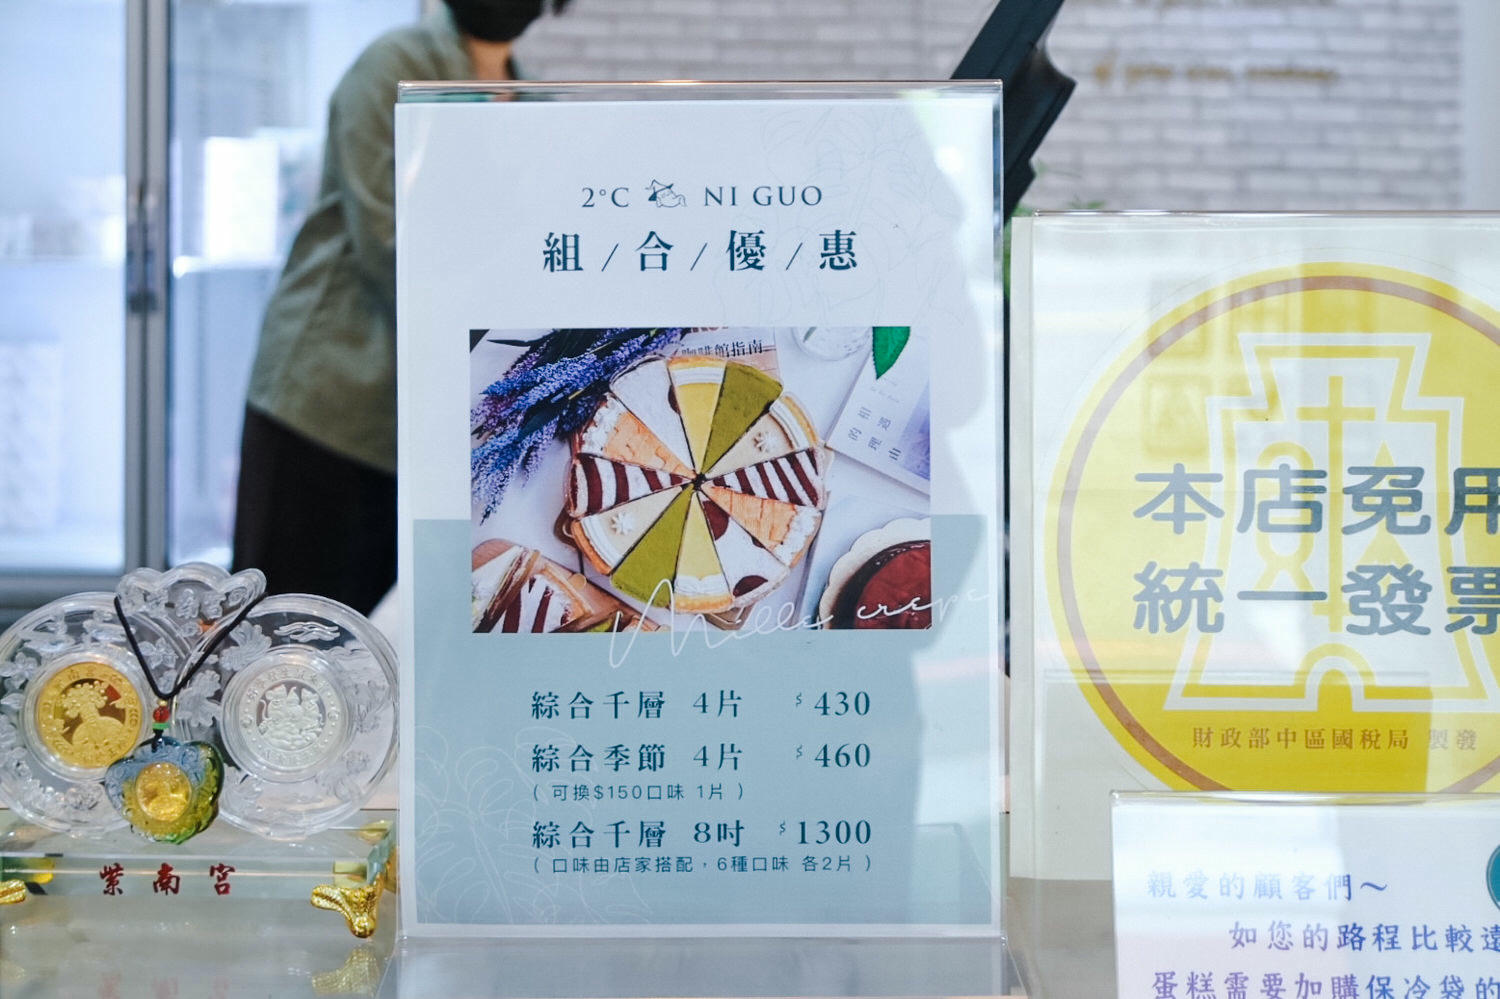 2°C NI GUO
組/合/優/惠
咖啡館指南
相遇
的理由
Mille crepe
綜合千層 4片 $430
綜合季節 4片 $460
(可換$150口味 1片)
綜合千層 8吋 $1300
(口味由店家搭配,6種口味 各2片)
紫南宮
本店免用
統一發票
財政部中區國稅局 製發
親愛的顧客們~
如您的路程比較遠
蛋糕需要加購保冷袋的